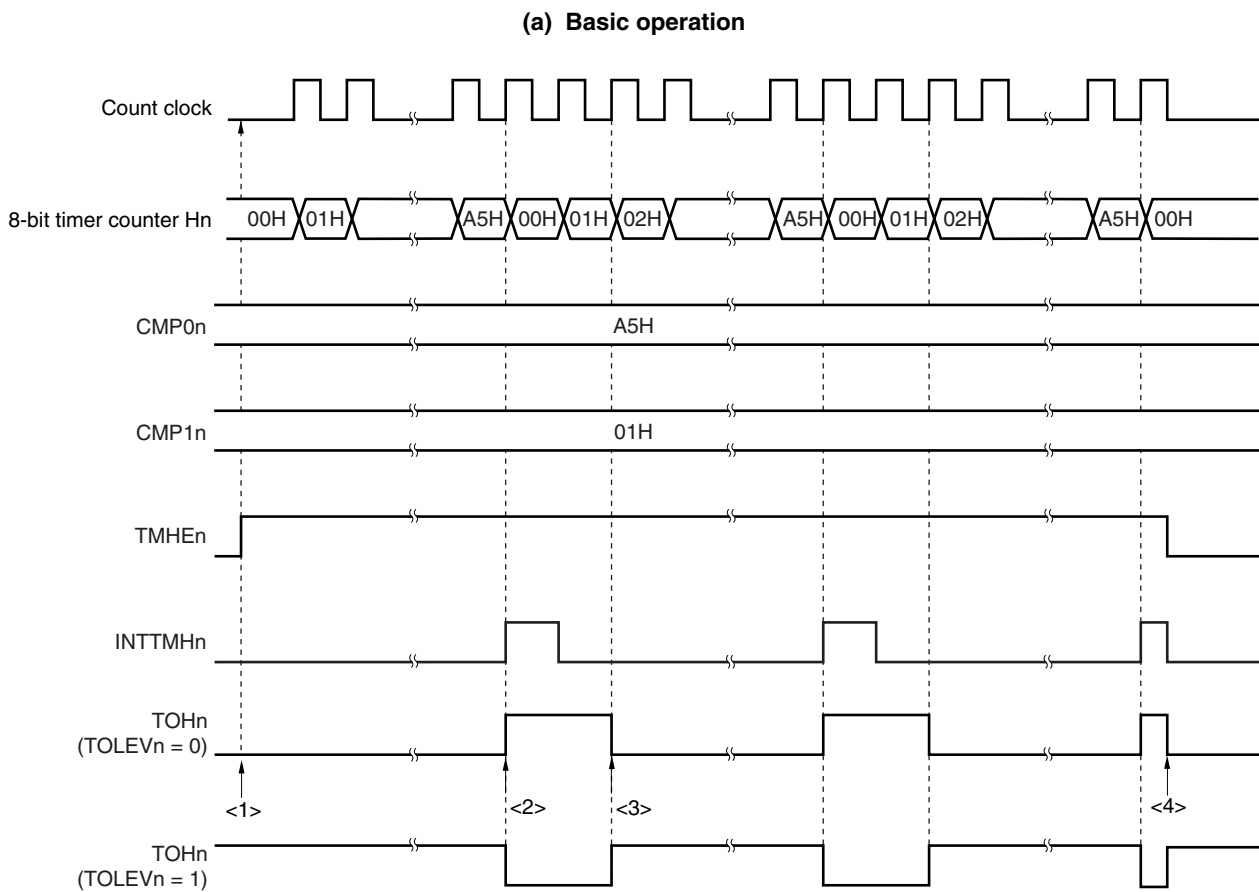 (a) Basic operation
Count clock
8-bit timer counter Hn
00H 01H A5H 00H 01H 02H A5H 00H 01H 02H A5H 00H
CMP0n
A5H
CMP1n
01H
TMHEn
INTTMHn
TOHn
(TOLEVn = 0)
<1> <2> <3> <4>
TOHn
(TOLEVn = 1)